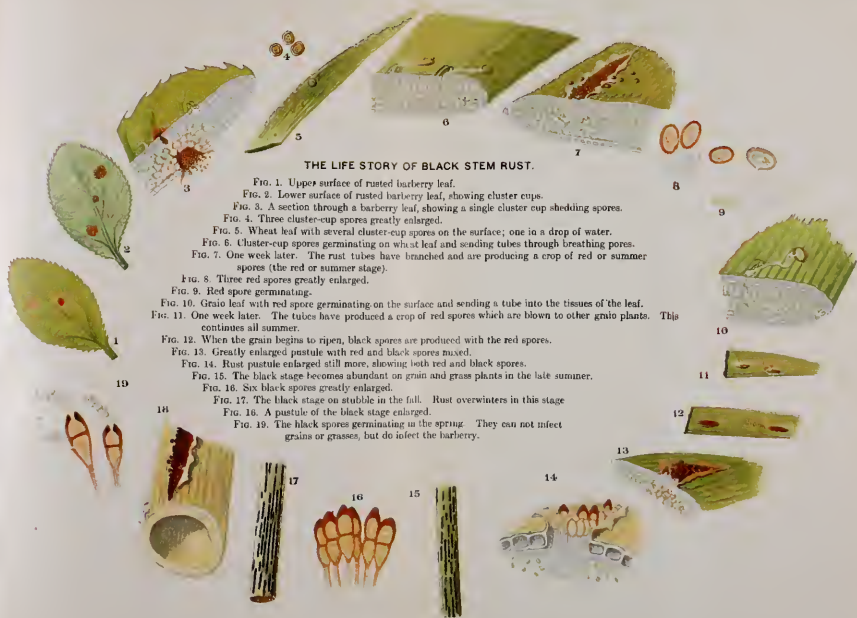 THE LIFE STORY OF BLACK STEM RUST.
FIG. 1. Upper surface of rusted barberry leaf.
FIG. 2. Lower surface of rusted barberry leaf, showing cluster cups.
FIG. 3. A section through a barberry leaf, showing a single cluster cup shedding spores.
FIG. 4. Three cluster-cup spores greatly enlarged.
FIG. 5. Wheat leaf with several cluster-cup spores on the surface; one in a drop of water.
FIG. 6. Cluster-cup spores germinating on wheat leaf and sending tubes through breathing pores.
FIG. 7. One week later. The rust tubes have branched and are producing a crop of red or summer
spores (the red or summer stage).
FIG. 8. Three red spores greatly enlarged.
FIG. 9. Red spore germinating.
FIG. 10. Grain leaf with red spore germinating on the surface and sending a tube into the tissues of the leaf.
FIG. 11. One week later. The tubes have produced a crop of red spores which are blown to other grain plants. This
continues all summer.
FIG. 12. When the grain begins to ripen, black spores are produced with the red spores.
FIG. 13. Greatly enlarged pustule with red and black spores mixed.
FIG. 14. Rust pustule enlarged still more, showing both red and black spores.
FIG. 15. The black stage becomes abundant on grain and grass plants in the late summer.
FIG. 16. Six black spores greatly enlarged.
FIG. 17. The black stage on stubble in the fall. Rust overwinters in this stage
FIG. 18. A pustule of the black stage enlarged.
FIG. 19. The black spores germinating in the spring. They can not infect
grains or grasses, but do infect the barberry.
1
2
3
4
5
6
7
8
9
10
11
12
13
14
15
16
17
18
19